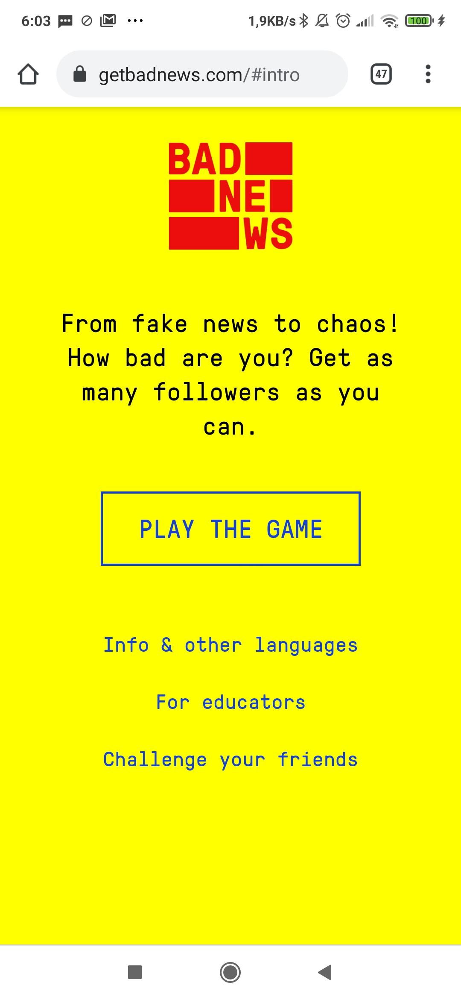 6:03 1,9KB/s 100
getbadnews.com/#intro 47
BAD
NE
WS
From fake news to chaos!
How bad are you? Get as
many followers as you
can.
PLAY THE GAME
Info & other languages
For educators
Challenge your friends